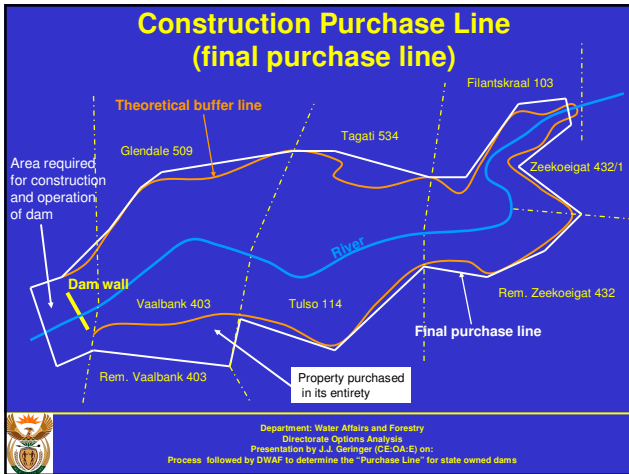 Construction Purchase Line
(final purchase line)
Filantskraal 103
Theoretical buffer line
Tagati 534
Glendale 509
Area required
for construction
and operation
of dam
Zeekoeigat 432/1
River
Dam wall
Vaalbank 403
Tulso 114
Rem. Zeekoeigat 432
Final purchase line
Rem. Vaalbank 403
Property purchased
in its entirety
Department: Water Affairs and Forestry
Directorate Options Analysis
Presentation by J.J. Geringer (CE:OA:E) on:
Process followed by DWAF to determine the “Purchase Line” for state owned dams